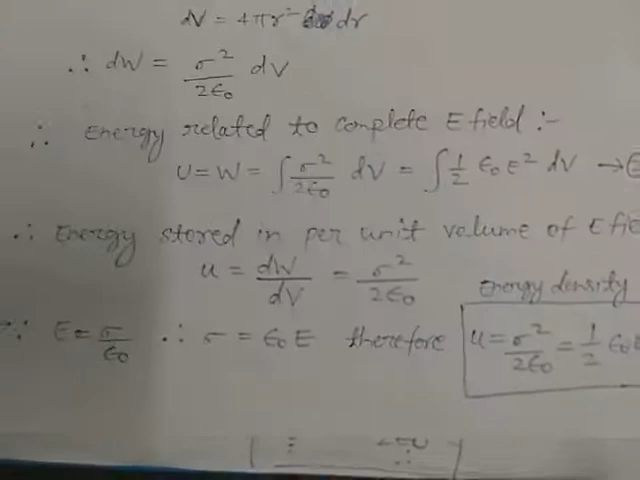 dV = 4πr² dr
∴ dW = σ²/2ε₀ dV
∴ Energy related to complete E field :-
U = W = ∫ σ²/2ε₀ dV = ∫ 1/2 ε₀E² dV →
∴ Energy stored in per unit volume of E fie
u = dW/dV = σ²/2ε₀
Energy density
∵ E = σ/ε₀ ∴ σ = ε₀E therefore u = σ²/2ε₀ = 1/2 ε₀